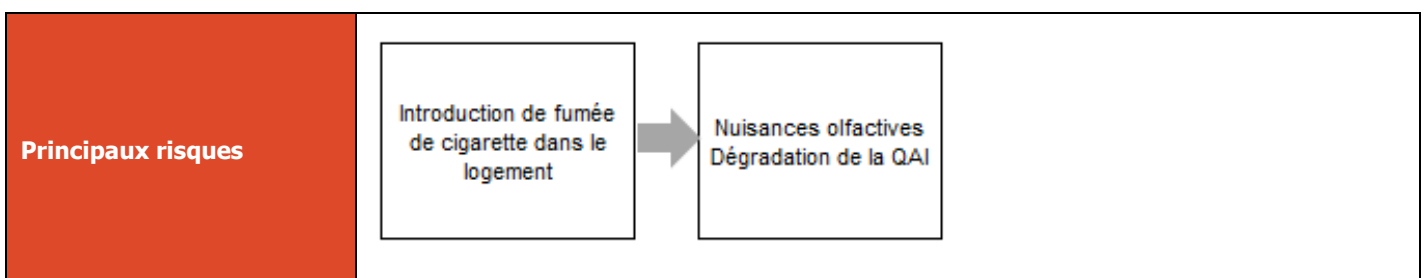 Principaux risques
Introduction de fumée
de cigarette dans le
logement
Nuisances olfactives
Dégradation de la QAI